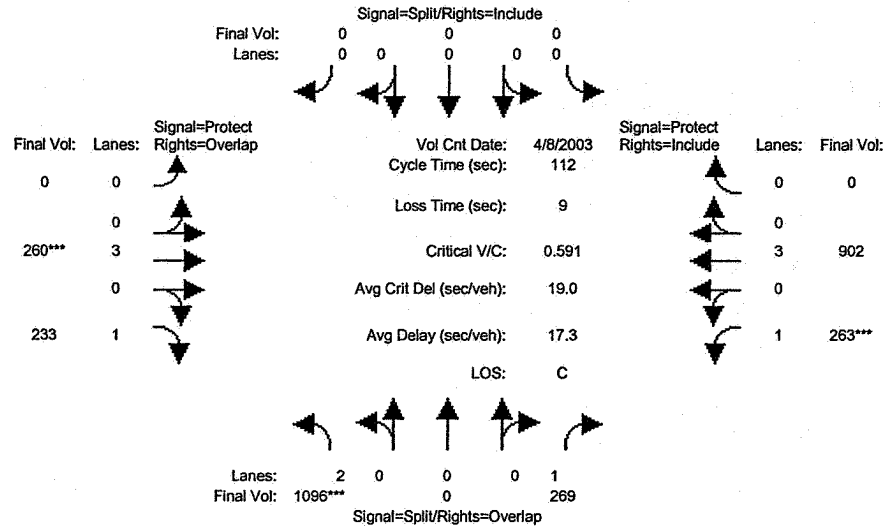 Signal=Split/Rights=Include
Final Vol: 0 0 0
Lanes: 0 0 0 0 0
Signal=Protect Signal=Protect
Final Vol: Lanes: Rights=Overlap Vol Cnt Date: 4/8/2003 Rights=Include Lanes: Final Vol:
Cycle Time (sec): 112
0 0 0 0
Loss Time (sec): 9
0 0
260*** 3 Critical V/C: 0.591 3 902
0 Avg Crit Del (sec/veh): 19.0 0
233 1 Avg Delay (sec/veh): 17.3 1 263***
LOS: C
Lanes: 2 0 0 0 1
Final Vol: 1096*** 0 269
Signal=Split/Rights=Overlap